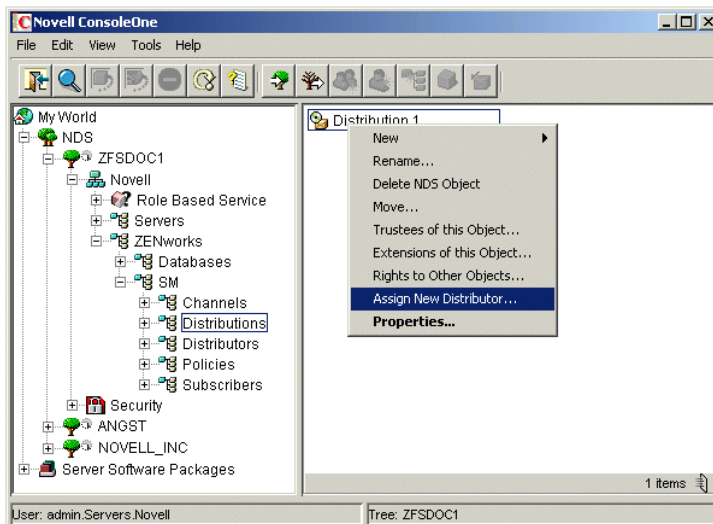 Novell ConsoleOne
File Edit View Tools Help
My World
NDS
ZFSDOC1
Novell
Role Based Service
Servers
ZENworks
Databases
SM
Channels
Distributions
Distributors
Policies
Subscribers
Security
ANGST
NOVELL_INC
Server Software Packages
Distribution 1
New
Rename...
Delete NDS Object
Move...
Trustees of this Object...
Extensions of this Object...
Rights to Other Objects...
Assign New Distributor...
Properties...
1 items
User: admin.Servers.Novell
Tree: ZFSDOC1